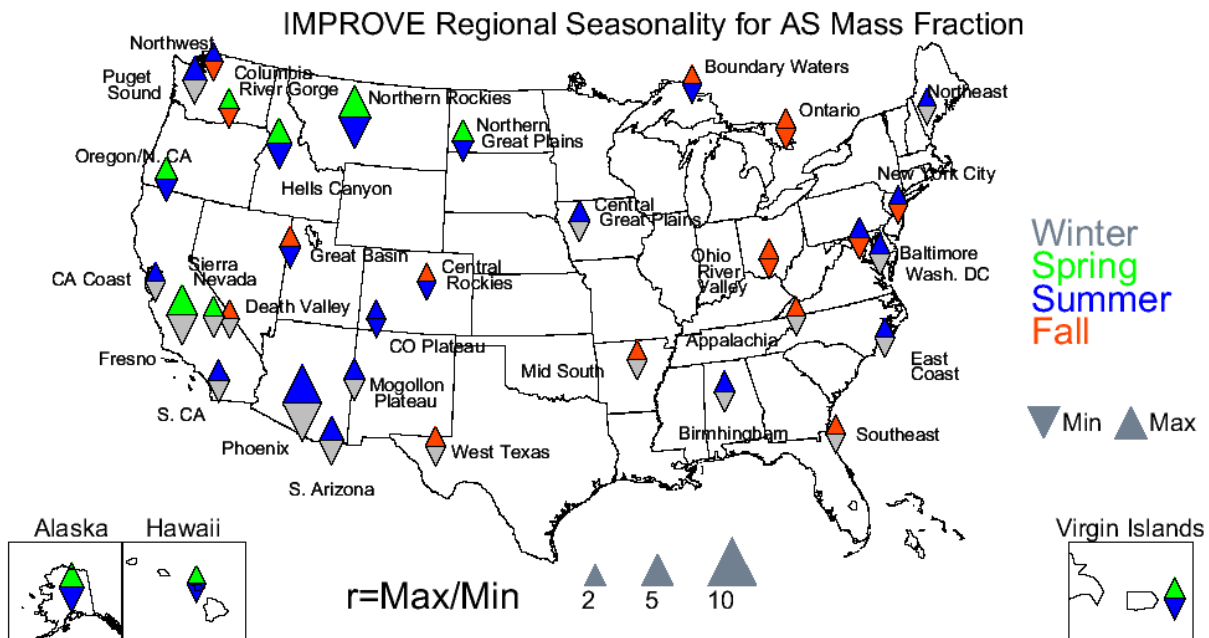 IMPROVE Regional Seasonality for AS Mass Fraction
Northwest
Puget
Sound
Columbia
River Gorge
Northern Rockies
Northern
Great Plains
Boundary Waters
Ontario
Northeast
Oregon/N. CA
Hells Canyon
New York City
Central
Great Plains
Great Basin
Central
Rockies
Ohio
River
Valley
Baltimore
Wash. DC
CA Coast
Sierra
Nevada
Death Valley
CO Plateau
Appalachia
East
Coast
Fresno
Mid South
Mogollon
Plateau
S. CA
Phoenix
West Texas
Birmhingham
Southeast
S. Arizona
Winter
Spring
Summer
Fall
Min
Max
Alaska
Hawaii
Virgin Islands
r=Max/Min
2
5
10